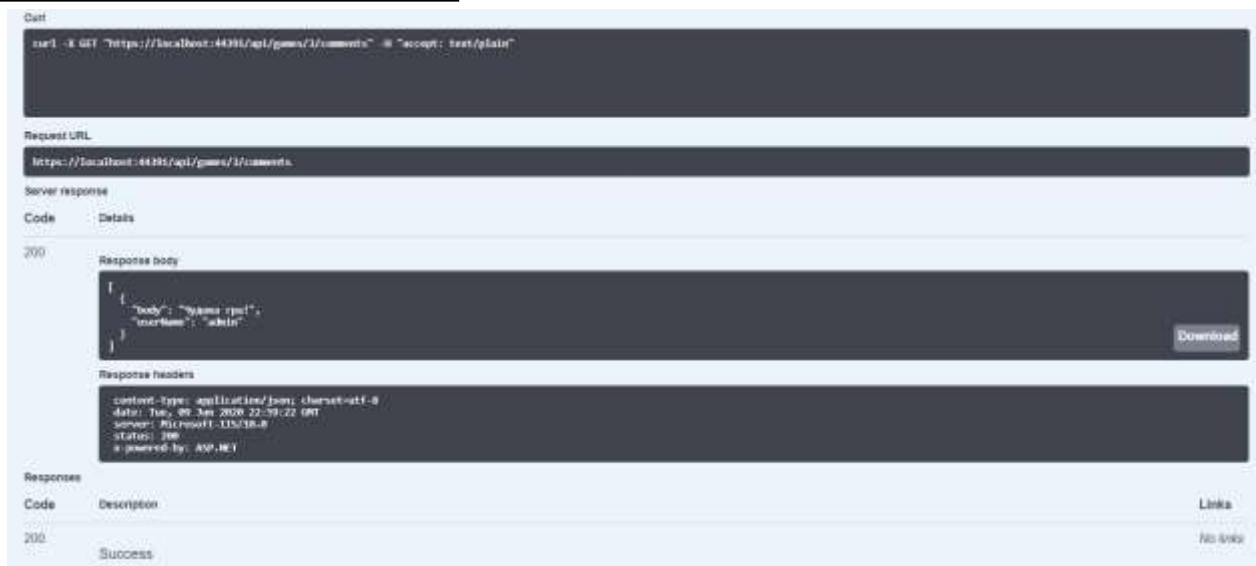 Curl
curl -X GET "https://localhost:44391/api/games/3/comments" -H "accept: text/plain"
Request URL
https://localhost:44391/api/games/3/comments
Server response
Code Details
200
Response body
[
{
"body": "Чудова гра!",
"userName": "admin"
}
]
Download
Response headers
content-type: application/json; charset=utf-8
date: Tue, 09 Jun 2020 22:39:22 GMT
server: Microsoft-IIS/10.0
status: 200
x-powered-by: ASP.NET
Responses
Code Description Links
200 No links
Success